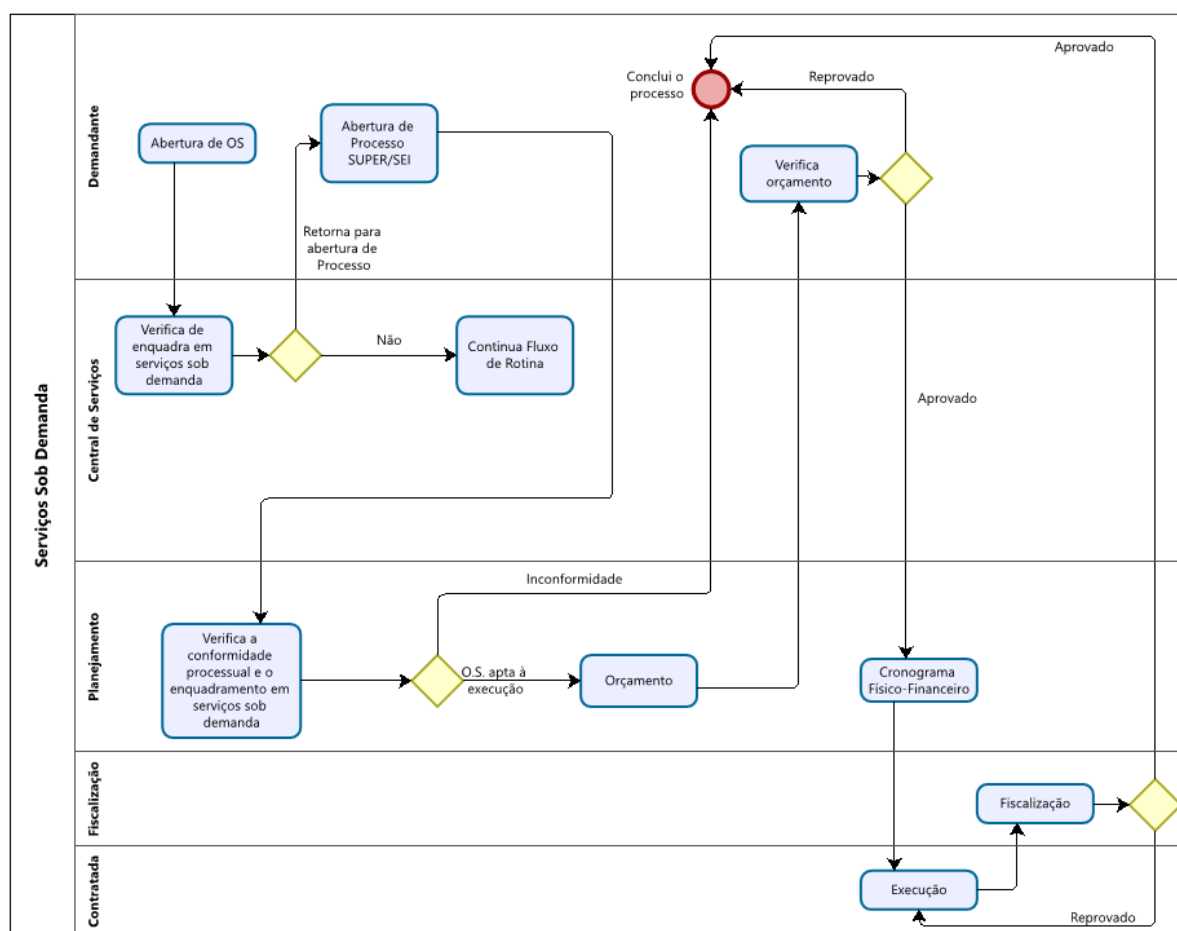 Serviços Sob Demanda
Demandante
Abertura de OS
Abertura de
Processo
SUPER/SEI
Retorna para
abertura de
Processo
Conclui o
processo
Aprovado
Reprovado
Verifica
orçamento
Central de Serviços
Verifica de
enquadra em
serviços sob
demanda
Não
Continua Fluxo
de Rotina
Aprovado
Planejamento
Inconformidade
Verifica a
conformidade
processual e o
enquadramento em
serviços sob
demanda
O.S. apta à
execução
Orçamento
Cronograma
Físico-Financeiro
Fiscalização
Fiscalização
Contratada
Execução
Reprovado